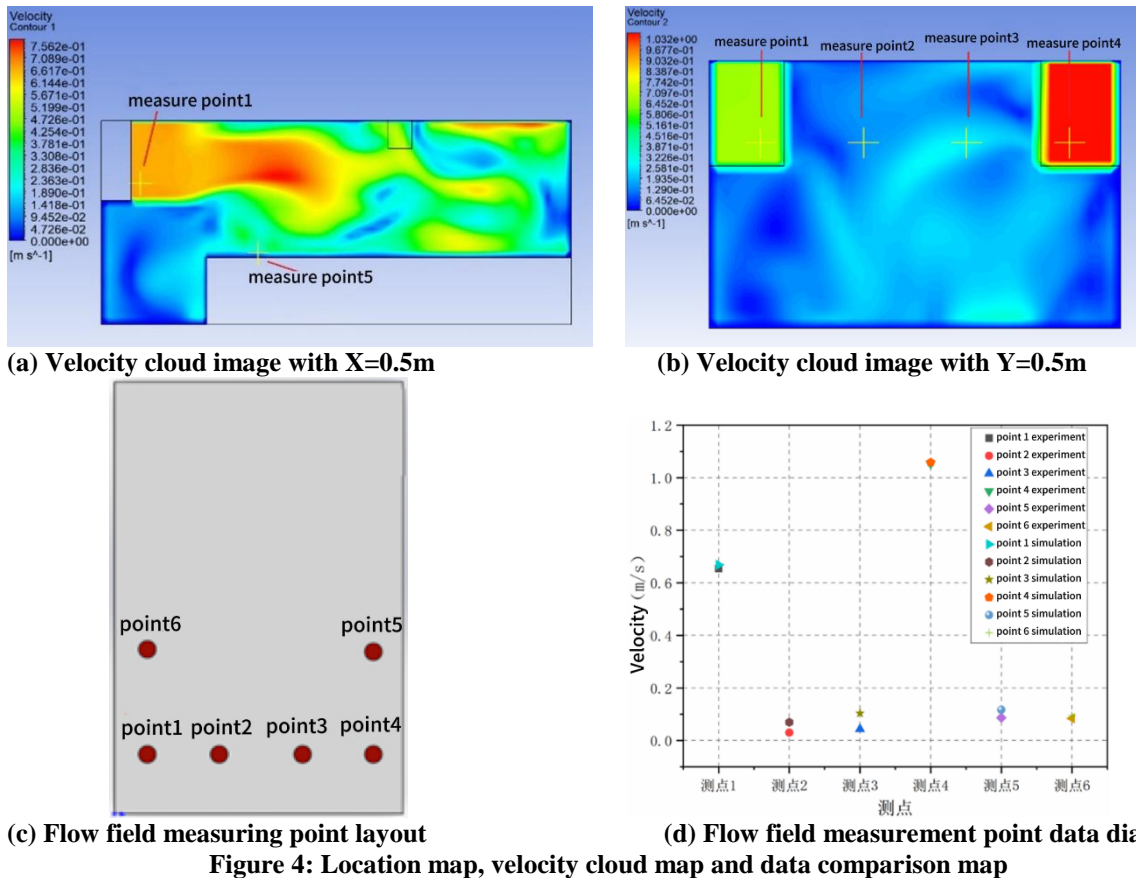 Velocity
Contour 1
7.562e-01
7.089e-01
6.617e-01
6.144e-01
5.671e-01
5.199e-01
4.726e-01
4.254e-01
3.781e-01
3.308e-01
2.836e-01
2.363e-01
1.890e-01
1.418e-01
9.452e-02
4.726e-02
0.000e+00
[m s^-1]
measure point1
measure point5
Velocity
Contour 2
1.032e+00
9.677e-01
9.032e-01
8.387e-01
7.742e-01
7.097e-01
6.452e-01
5.806e-01
5.161e-01
4.516e-01
3.871e-01
3.226e-01
2.581e-01
1.935e-01
1.290e-01
6.452e-02
0.000e+00
[m s^-1]
measure point1
measure point2
measure point3
measure point4
(a) Velocity cloud image with X=0.5m
(b) Velocity cloud image with Y=0.5m
point6
point5
point1
point2
point3
point4
1.2
1.0
0.8
0.6
0.4
0.2
0.0
Velocity (m/s)
point 1 experiment
point 2 experiment
point 3 experiment
point 4 experiment
point 5 experiment
point 6 experiment
point 1 simulation
point 2 simulation
point 3 simulation
point 4 simulation
point 5 simulation
point 6 simulation
测点1
测点2
测点3
测点4
测点5
测点6
测点
(c) Flow field measuring point layout
(d) Flow field measurement point data dia
Figure 4: Location map, velocity cloud map and data comparison map